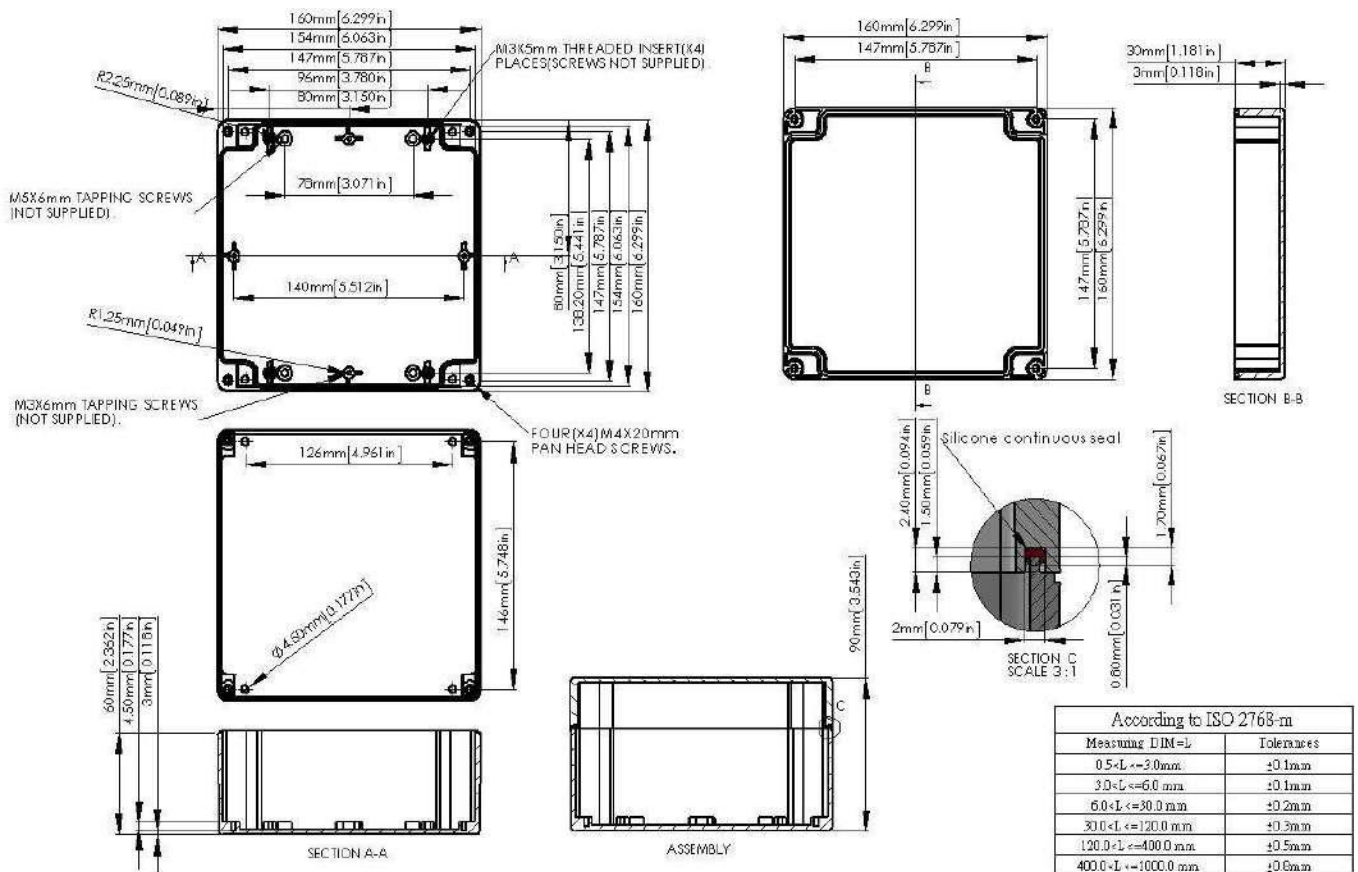 160mm[6.299in]
154mm[6.063in]
147mm[5.787in]
96mm[3.780in]
80mm[3.150in]
R2.25mm[0.089in]
M3X5mm THREADED INSERT(X4)
PLACES(SCREWS NOT SUPPLIED).
M5X6mm TAPPING SCREWS
(NOT SUPPLIED).
78mm[3.071in]
A
A
140mm[5.512in]
R1.25mm[0.049in]
80mm[3.150in]
138.20mm[5.441in]
147mm[5.787in]
154mm[6.063in]
160mm[6.299in]
M3X6mm TAPPING SCREWS
(NOT SUPPLIED).
FOUR(X4)M4X20mm
PAN HEAD SCREWS.
160mm[6.299in]
147mm[5.787in]
B
147mm[5.787in]
160mm[6.299in]
B
30mm[1.181in]
3mm[0.118in]
SECTION B-B
126mm[4.961in]
146mm[5.748in]
Φ4.50mm[0.177in]
Silicone continuous seal
2.40mm[0.094in]
1.50mm[0.059in]
1.70mm[0.067in]
2mm[0.079in]
0.80mm[0.031in]
SECTION C
SCALE 3:1
60mm[2.362in]
4.50mm[0.177in]
3mm[0.118in]
SECTION A-A
90mm[3.543in]
C
ASSEMBLY
According to ISO 2768-m
Measuring DIM=L Tolerances
0.5<L<=3.0mm ±0.1mm
3.0<L<=6.0 mm ±0.1mm
6.0<L<=30.0 mm ±0.2mm
30.0<L<=120.0 mm ±0.3mm
120.0<L<=400.0 mm ±0.5mm
400.0<L<=1000.0 mm ±0.8mm